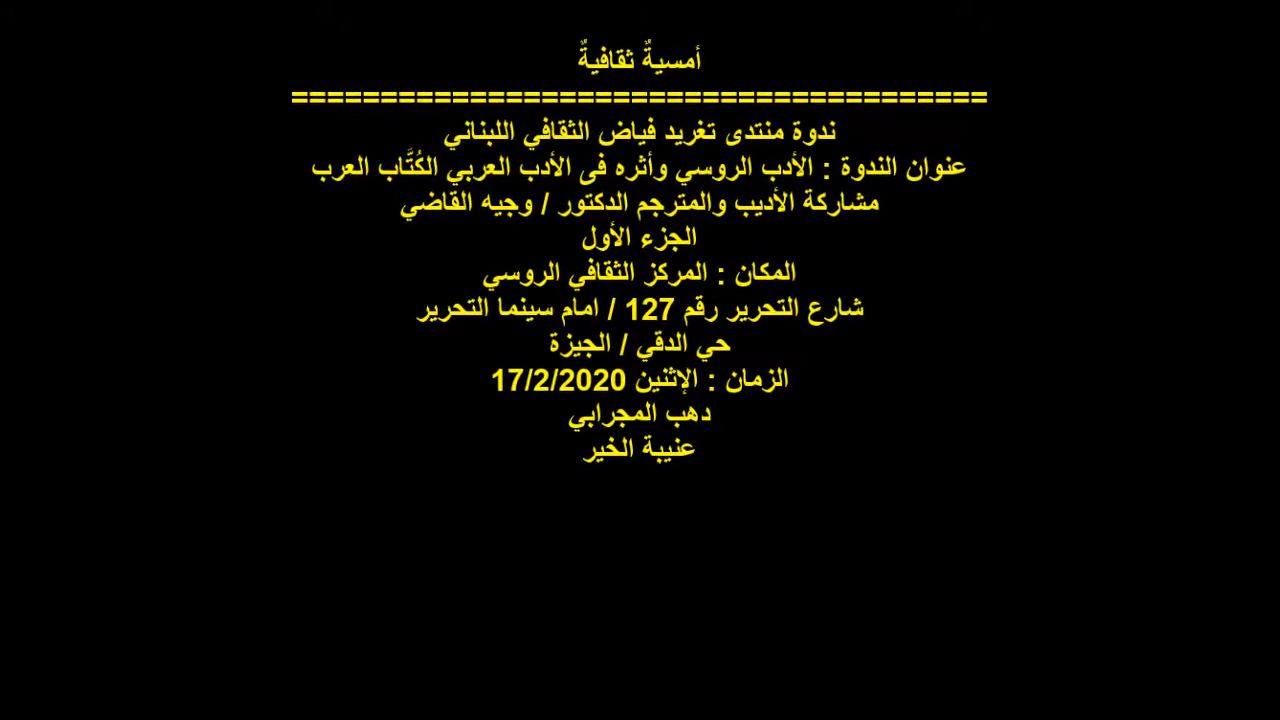 أمسيةٌ ثقافيةٌ
=======================================
ندوة منتدى تغريد فياض الثقافي اللبناني
عنوان الندوة : الأدب الروسي وأثره فى الأدب العربي الكُتَّاب العرب
مشاركة الأديب والمترجم الدكتور / وجيه القاضي
الجزء الأول
المكان : المركز الثقافي الروسي
شارع التحرير رقم 127 / امام سينما التحرير
حي الدقي / الجيزة
الزمان : الإثنين 17/2/2020
دهب المجرابي
عنيبة الخير